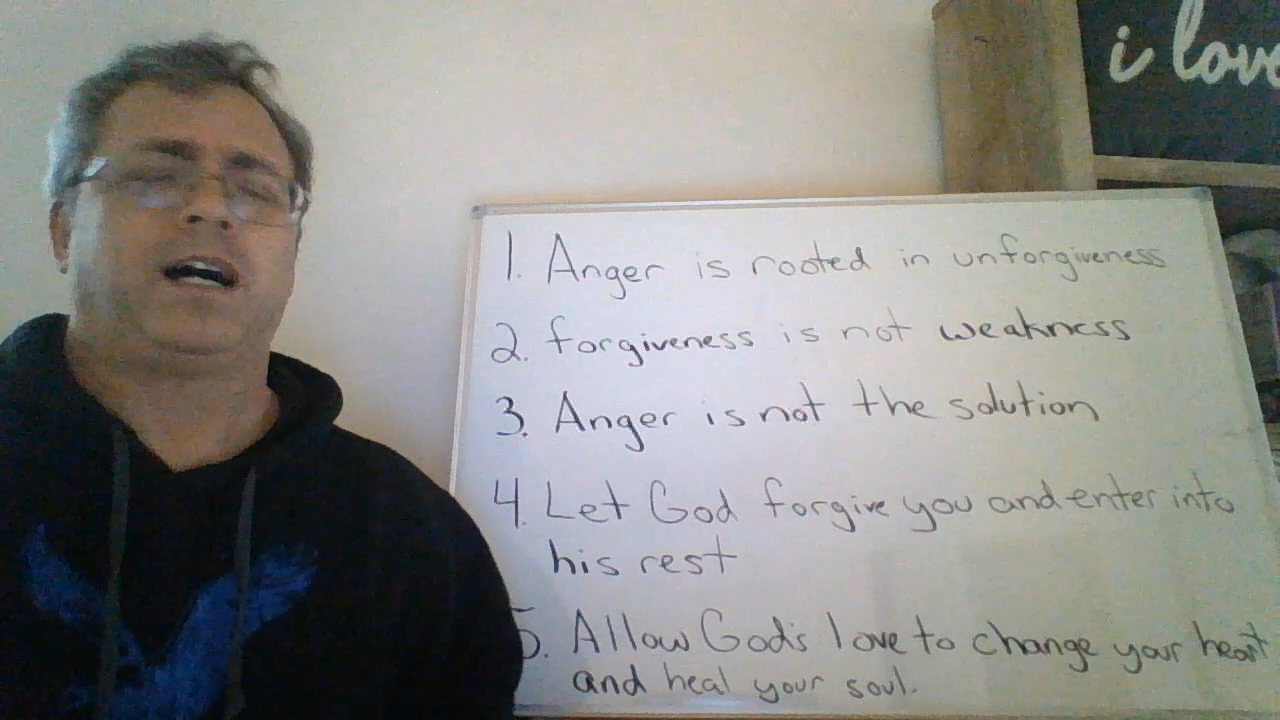 i love
1. Anger is rooted in unforgiveness
2. forgiveness is not weakness
3. Anger is not the solution
4. Let God forgive you and enter into
his rest
5. Allow God's love to change your heart
and heal your soul.